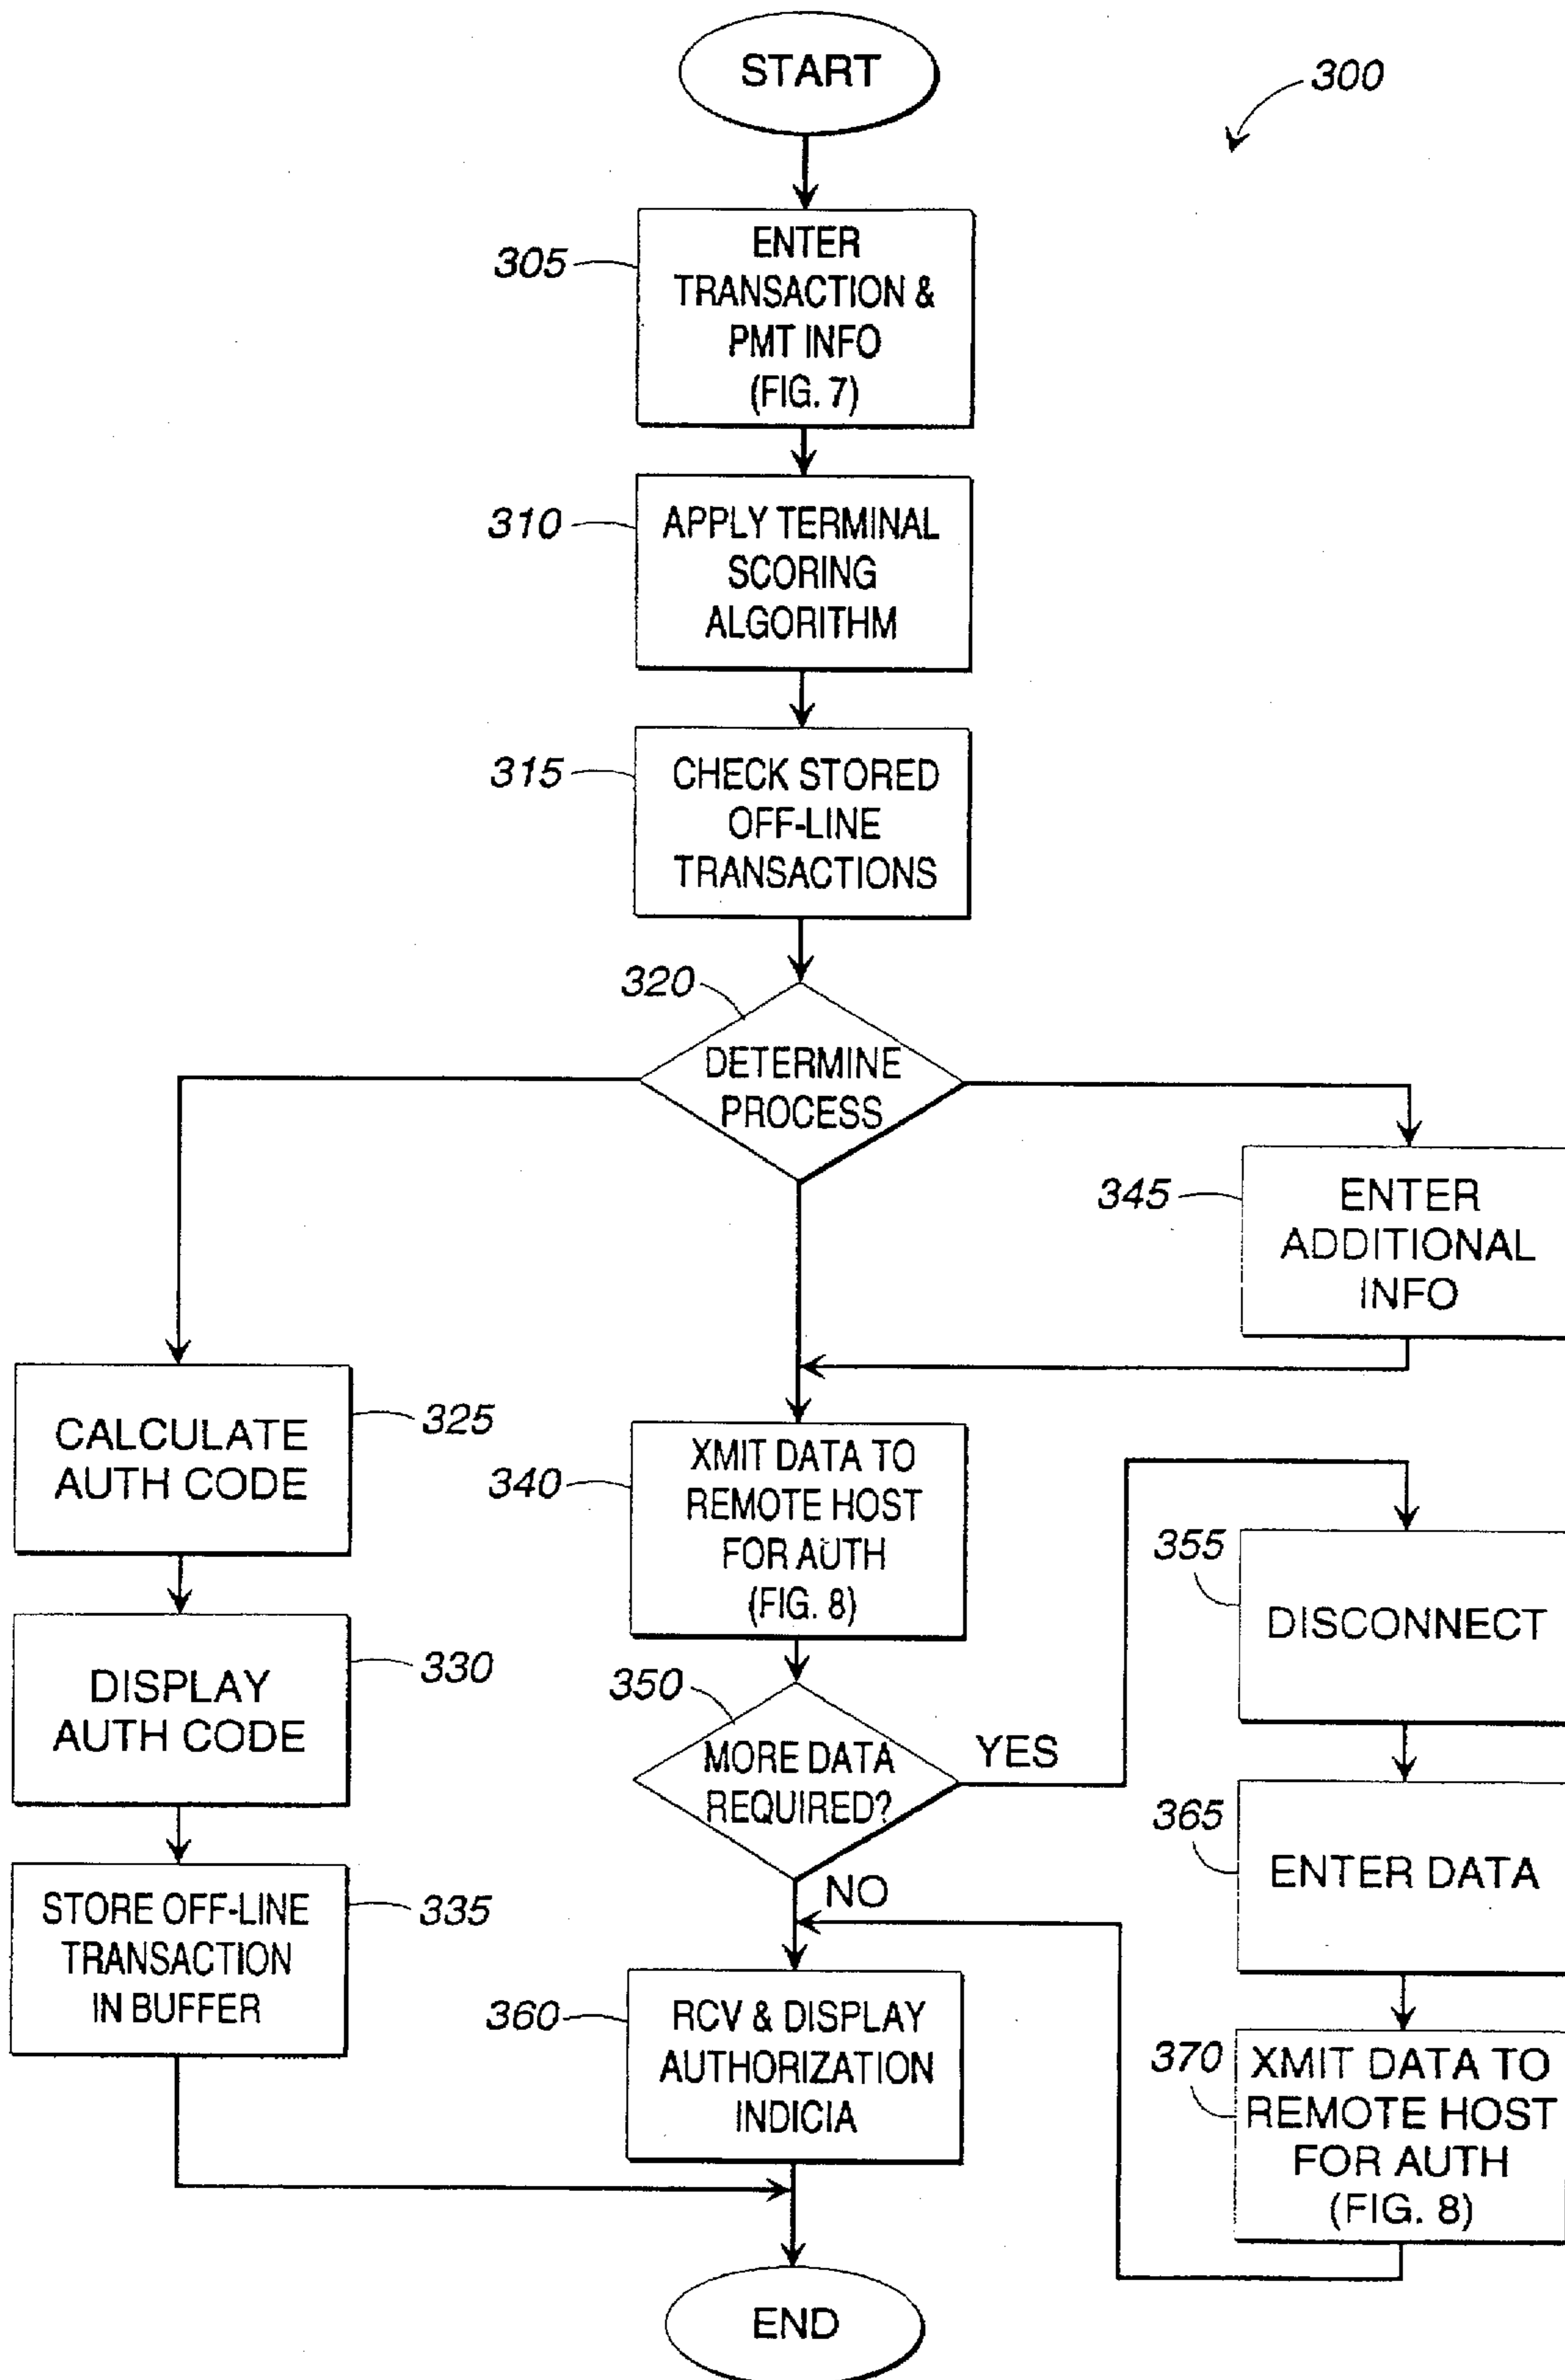 START
300
305
ENTER
TRANSACTION &
PMT INFO
(FIG. 7)
310
APPLY TERMINAL
SCORING
ALGORITHM
315
CHECK STORED
OFF-LINE
TRANSACTIONS
320
DETERMINE
PROCESS
345
ENTER
ADDITIONAL
INFO
325
CALCULATE
AUTH CODE
340
XMIT DATA TO
REMOTE HOST
FOR AUTH
(FIG. 8)
355
DISCONNECT
330
DISPLAY
AUTH CODE
350
MORE DATA
REQUIRED?
YES
NO
365
ENTER DATA
335
STORE OFF-LINE
TRANSACTION
IN BUFFER
360
RCV & DISPLAY
AUTHORIZATION
INDICIA
370
XMIT DATA TO
REMOTE HOST
FOR AUTH
(FIG. 8)
END